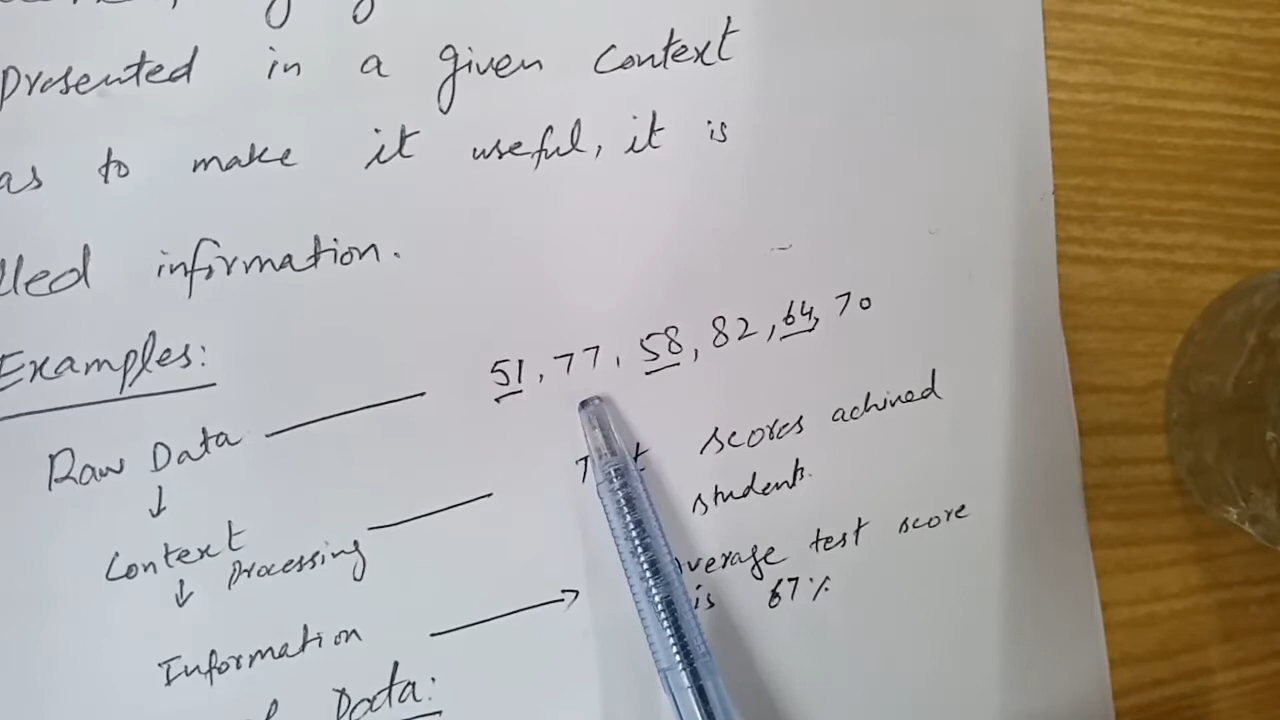 Presented in a given context
as to make it useful, it is
lled infirmation.
Examples:
Raw Data 51, 77, 58, 82, 64, 70
↓
Context scores achived
students.
↓ Processing
Information → verage test score
is 67%
Data: